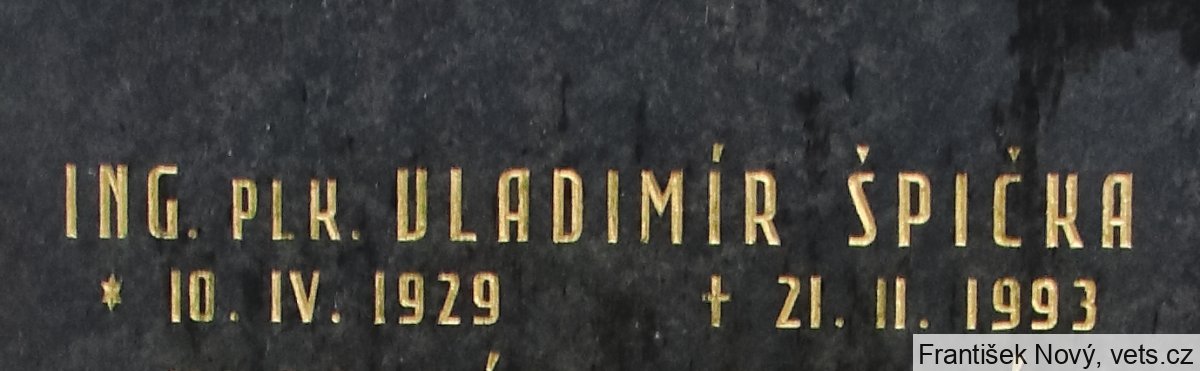 ING. PLK. VLADIMÍR ŠPIČKA
* 10. IV. 1929 † 21. II. 1993
František Nový, vets.cz